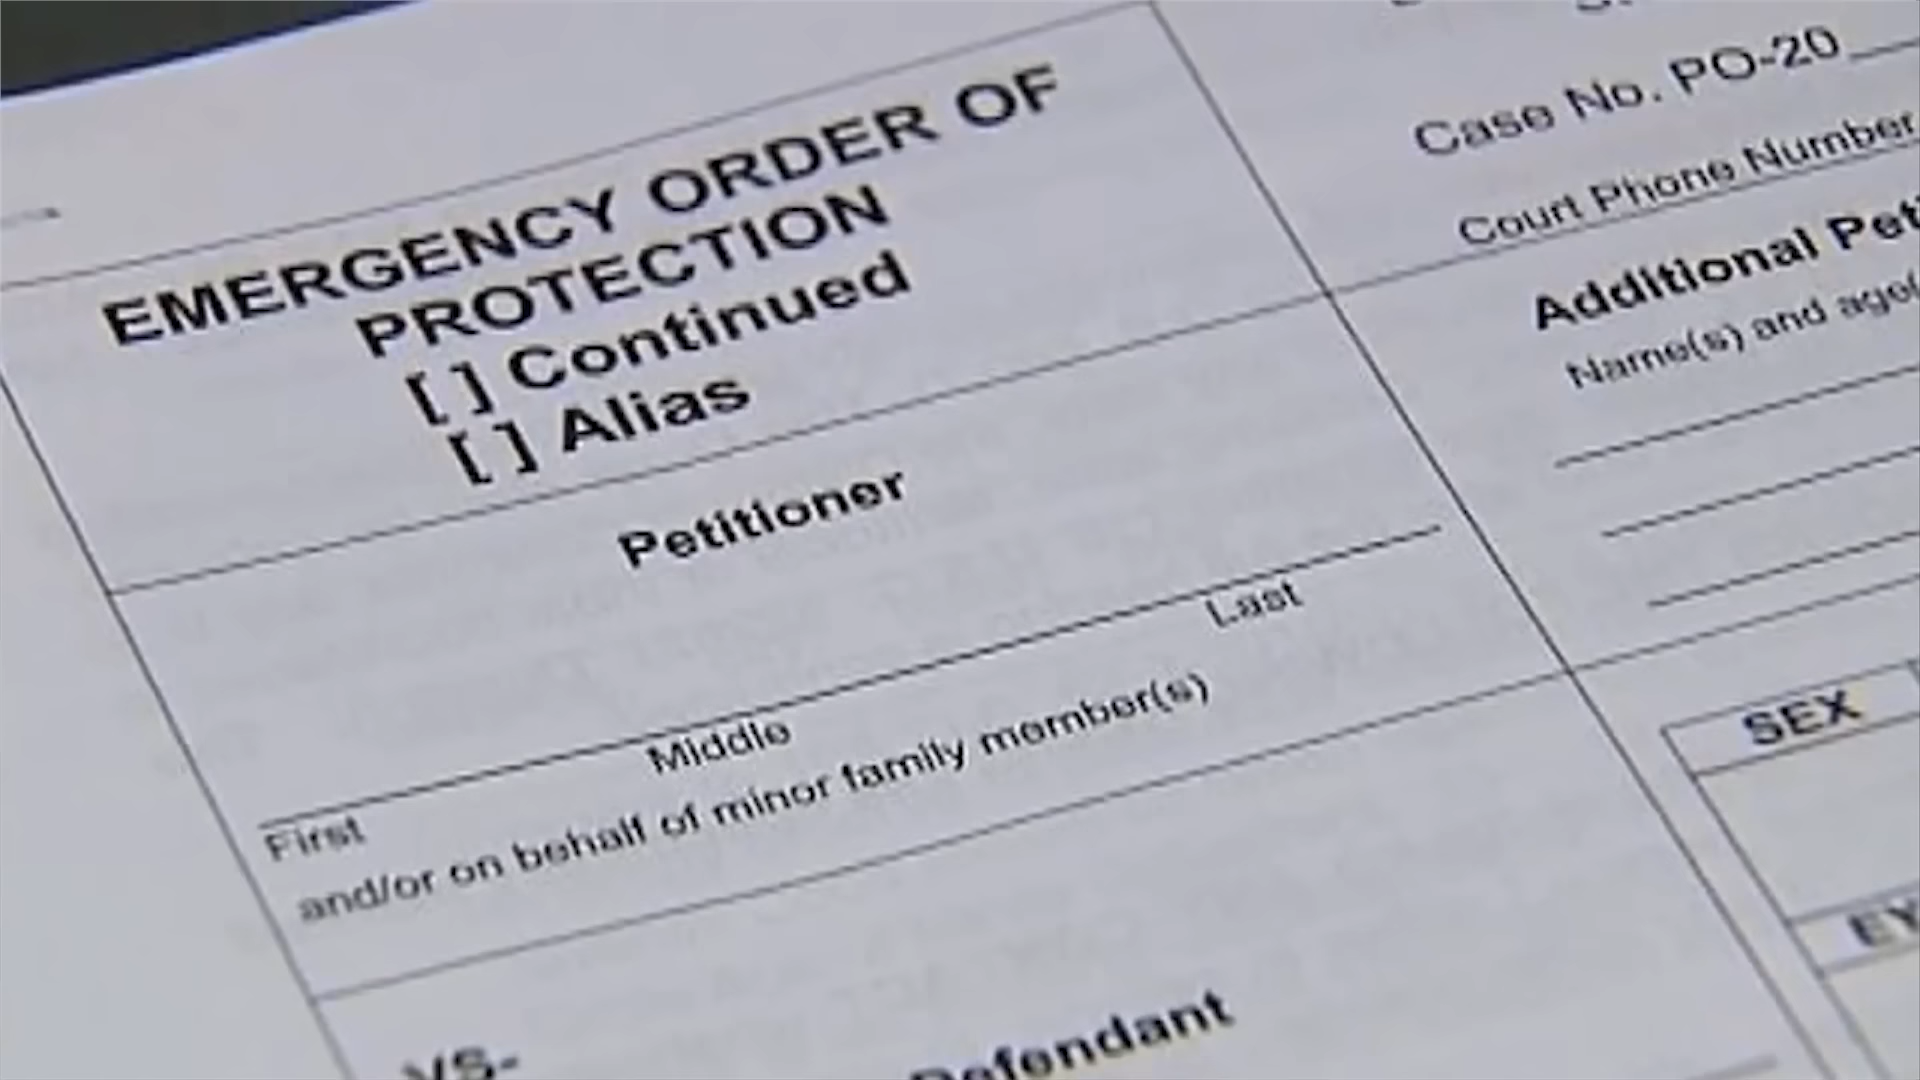 EMERGENCY ORDER OF
PROTECTION
[ ] Continued
[ ] Alias
Petitioner
First Middle Last
and/or on behalf of minor family member(s)
VS-
Defendant
Case No. PO-20
Court Phone Number
Additional
Name(s) and
SEX